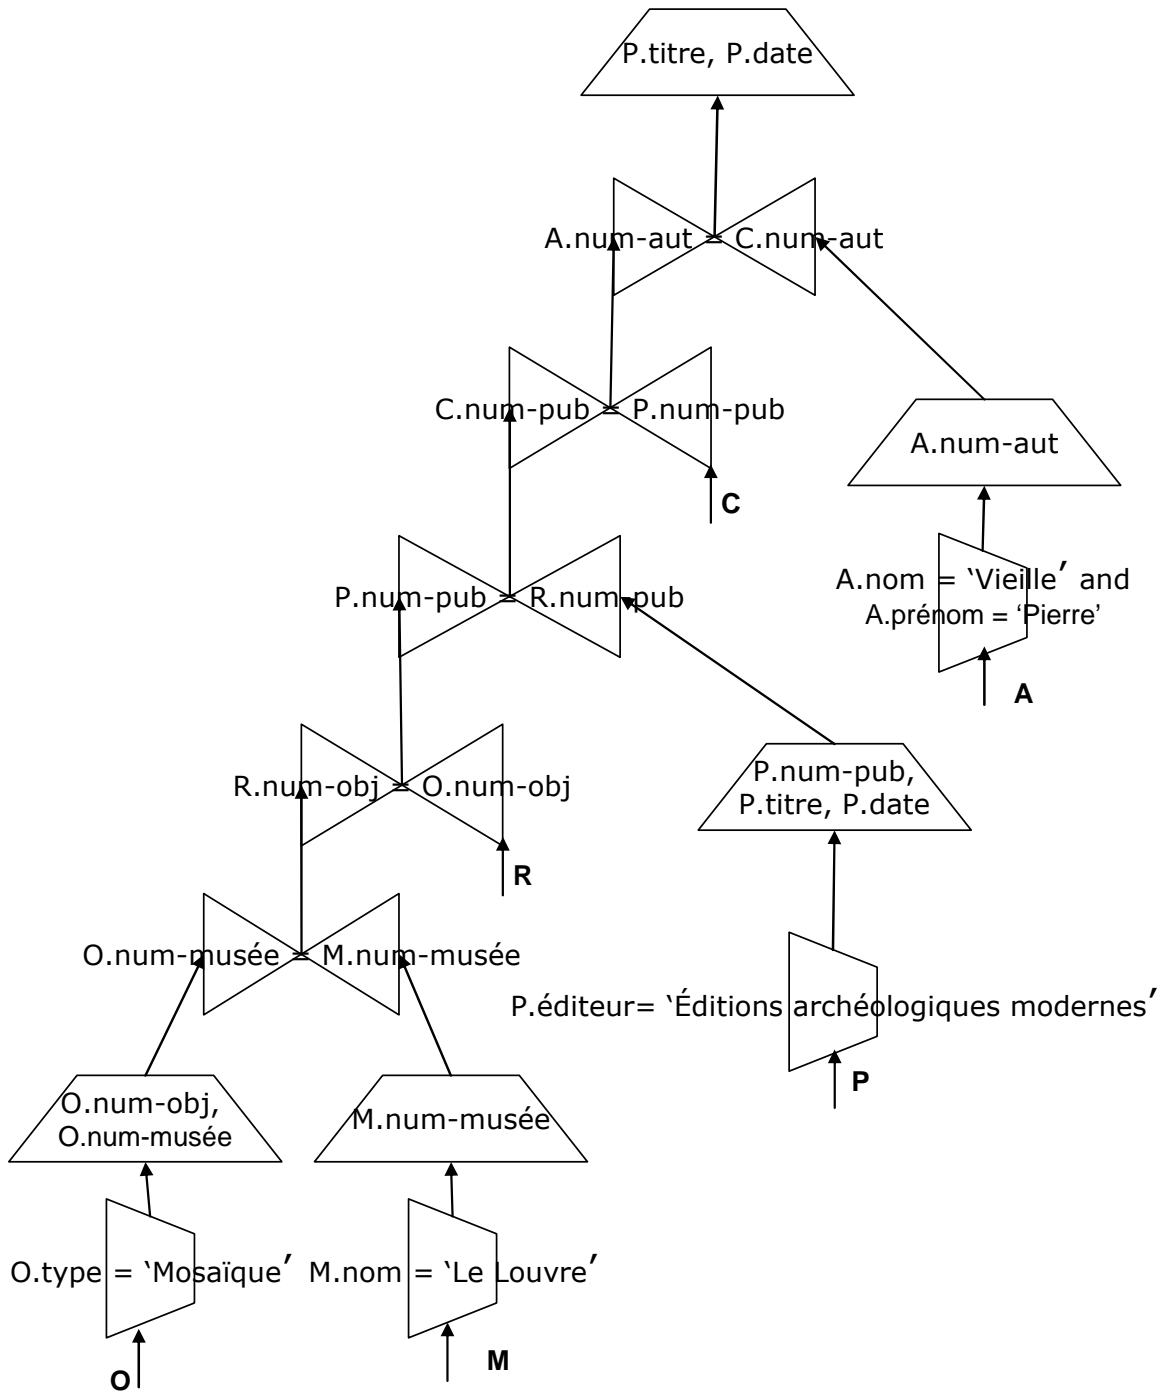 P.titre, P.date
A.num-aut = C.num-aut
C.num-pub = P.num-pub
A.num-aut
C
A.nom = ‘Vieille’ and
A.prénom = ‘Pierre’
P.num-pub = R.num-pub
A
R.num-obj = O.num-obj
P.num-pub,
P.titre, P.date
R
O.num-musée = M.num-musée
P.éditeur= ‘Éditions archéologiques modernes’
P
O.num-obj,
O.num-musée
M.num-musée
O.type = ‘Mosaïque’
M.nom = ‘Le Louvre’
O
M